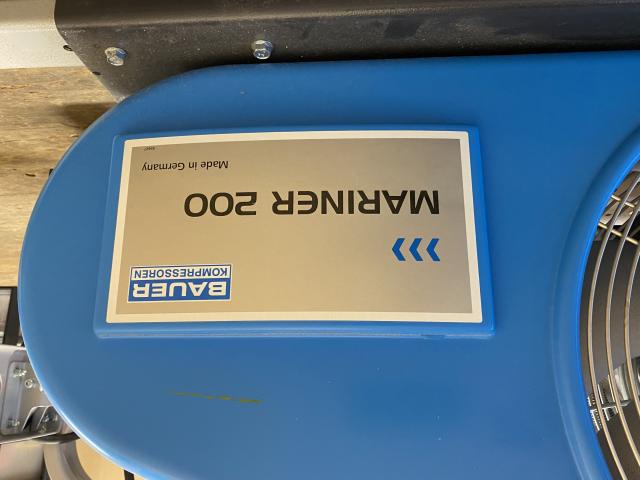 BAUER
KOMPRESSOREN
MARINER 200
Made in Germany